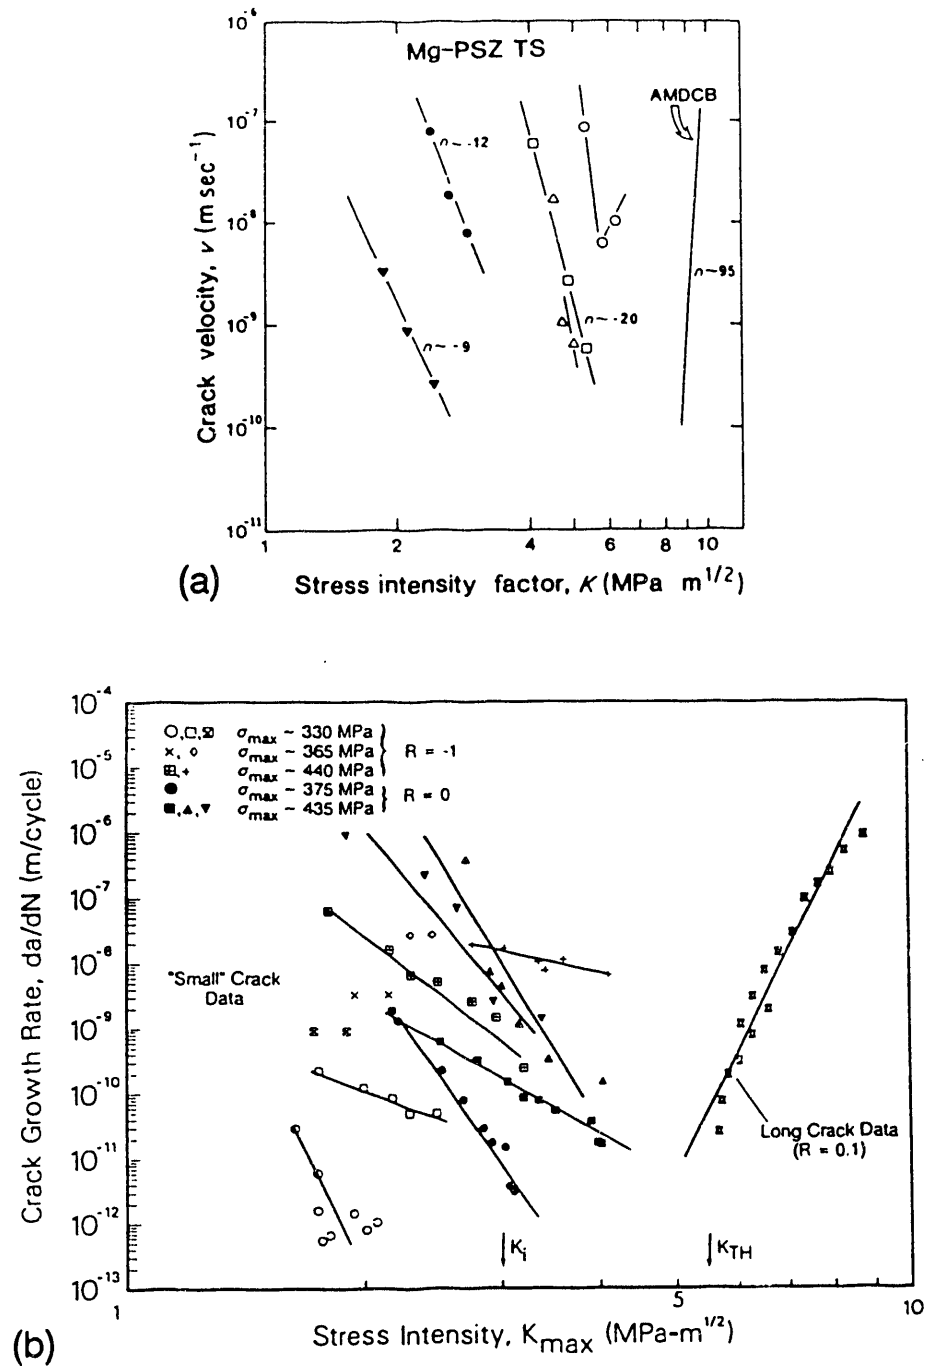 Mg-PSZ TS
AMDCB
n~-12
n~95
n~-20
n~-9
10⁻⁶
10⁻⁷
10⁻⁸
10⁻⁹
10⁻¹⁰
10⁻¹¹
Crack velocity, v (m sec⁻¹)
1 2 4 6 8 10
Stress intensity factor, K (MPa m^1/2)
(a)
10⁻⁴
10⁻⁵
10⁻⁶
10⁻⁷
10⁻⁸
10⁻⁹
10⁻¹⁰
10⁻¹¹
10⁻¹²
10⁻¹³
Crack Growth Rate, da/dN (m/cycle)
σmax ~ 330 MPa
σmax ~ 365 MPa
R = -1
σmax ~ 440 MPa
σmax ~ 375 MPa
R = 0
σmax ~ 435 MPa
"Small" Crack
Data
Long Crack Data
(R = 0.1)
Ki
KTH
1 5 10
Stress Intensity, Kmax (MPa-m^1/2)
(b)